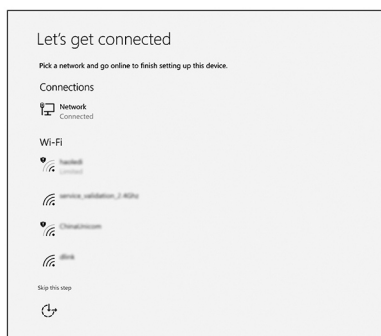 Let's get connected
Pick a network and go online to finish setting up this device.
Connections
Network
Connected
Wi-Fi
Limited
service_validation_2.4Ghz
ChinaUnicom
dlink
Skip this step